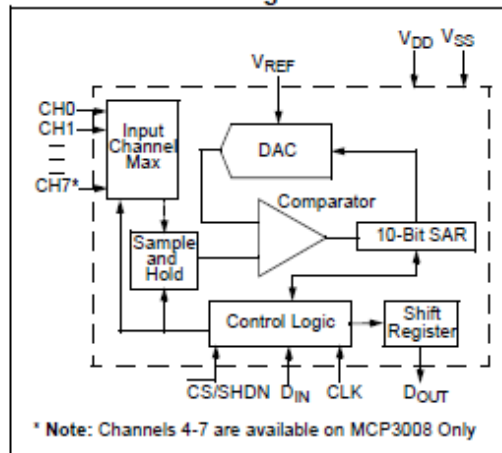 VDD VSS
VREF
CH0
CH1
CH7*
Input
Channel
Max
DAC
Comparator
Sample
and
Hold
10-Bit SAR
Control Logic
Shift
Register
CS/SHDN DIN CLK DOUT
* Note: Channels 4-7 are available on MCP3008 Only